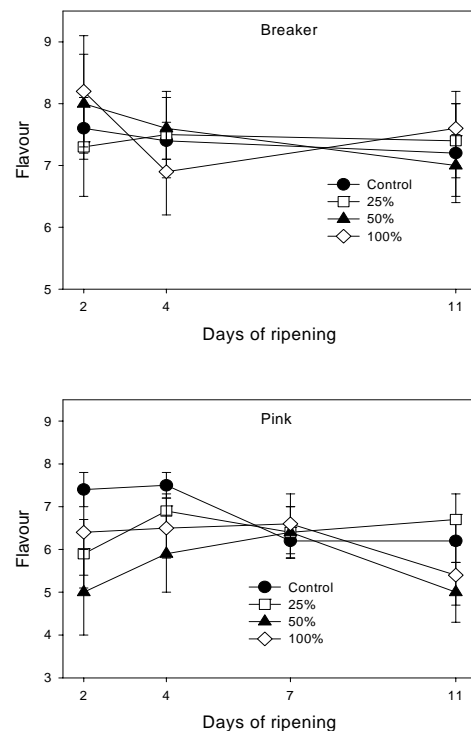 Breaker
9
8
7
6
5
Flavour
Control
25%
50%
100%
2 4 11
Days of ripening
Pink
9
8
7
6
5
4
3
Flavour
Control
25%
50%
100%
2 4 7 11
Days of ripening